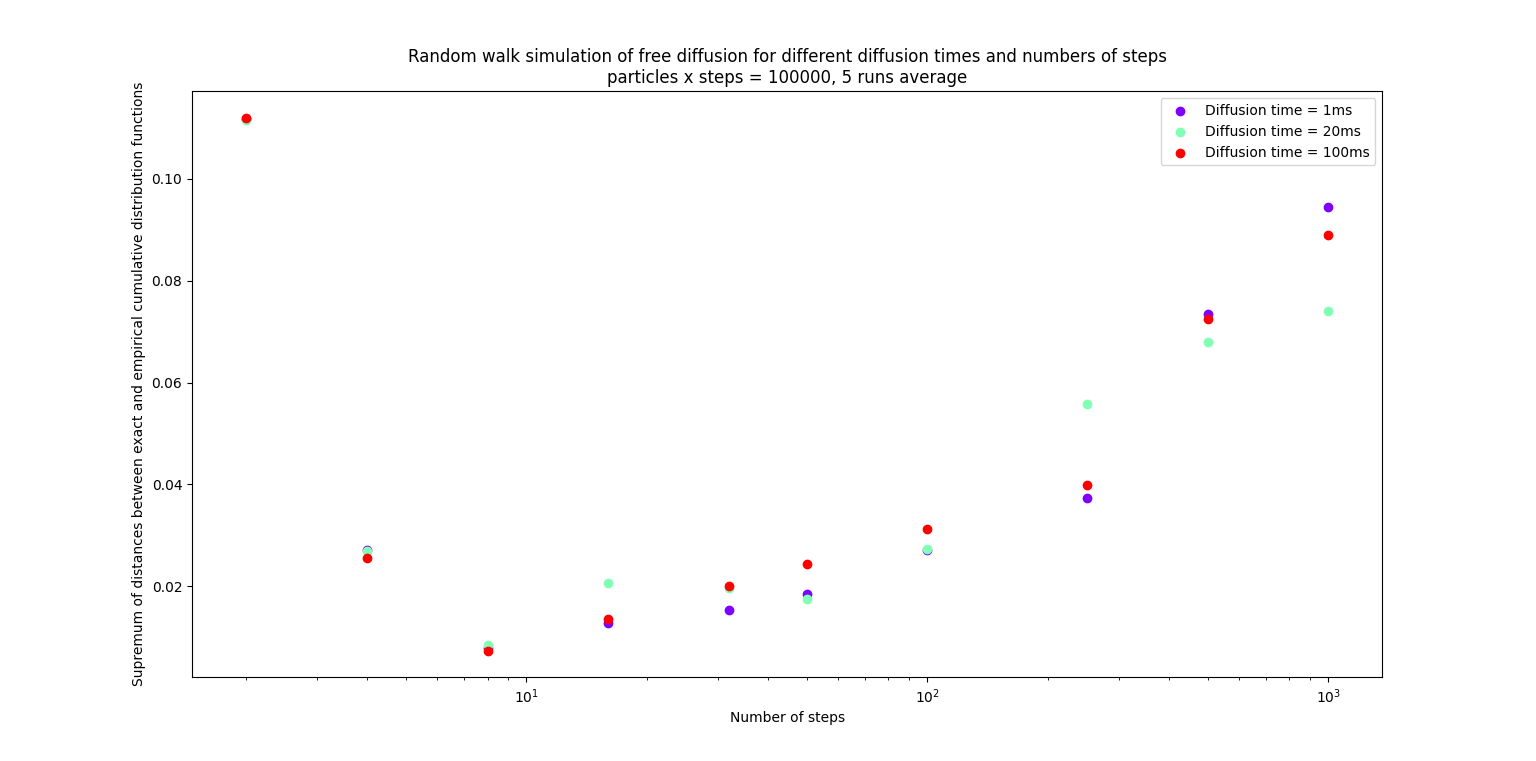 Random walk simulation of free diffusion for different diffusion times and numbers of steps
particles x steps = 100000, 5 runs average
Supremum of distances between exact and empirical cumulative distribution functions
0.10
0.08
0.06
0.04
0.02
Diffusion time = 1ms
Diffusion time = 20ms
Diffusion time = 100ms
10¹
10²
10³
Number of steps